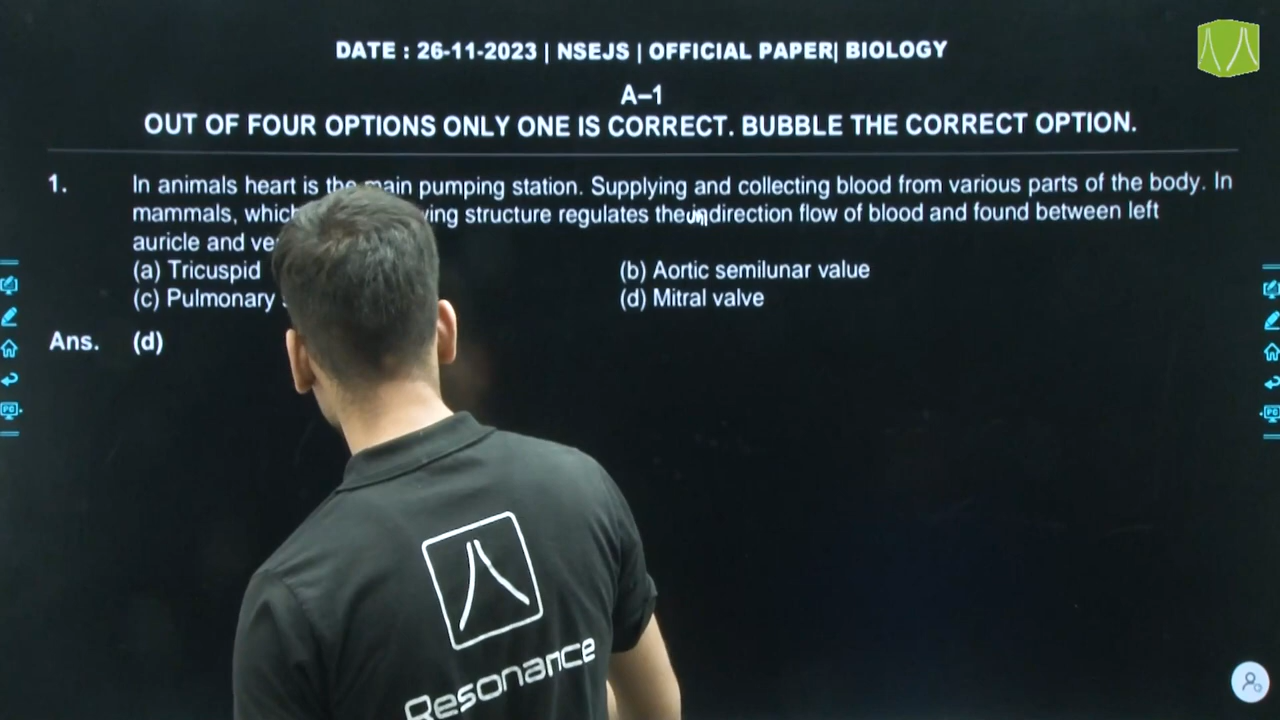 DATE : 26-11-2023 | NSEJS | OFFICIAL PAPER| BIOLOGY
A–1
OUT OF FOUR OPTIONS ONLY ONE IS CORRECT. BUBBLE THE CORRECT OPTION.
1. In animals heart is the main pumping station. Supplying and collecting blood from various parts of the body. In
mammals, which structure regulates the un direction flow of blood and found between left
auricle and
(a) Tricuspid (b) Aortic semilunar value
(c) Pulmonary (d) Mitral valve
Ans. (d)
Resonance
PC
PC